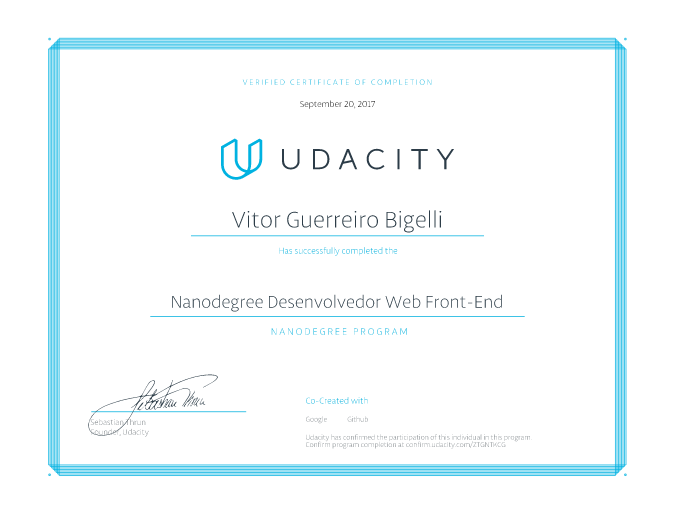 VERIFIED CERTIFICATE OF COMPLETION
September 20, 2017
UDACITY
Vitor Guerreiro Bigelli
Has successfully completed the
Nanodegree Desenvolvedor Web Front-End
NANODEGREE PROGRAM
Sebastian Thrun
Founder, Udacity
Co-Created with
Google Github
Udacity has confirmed the participation of this individual in this program.
Confirm program completion at confirm.udacity.com/